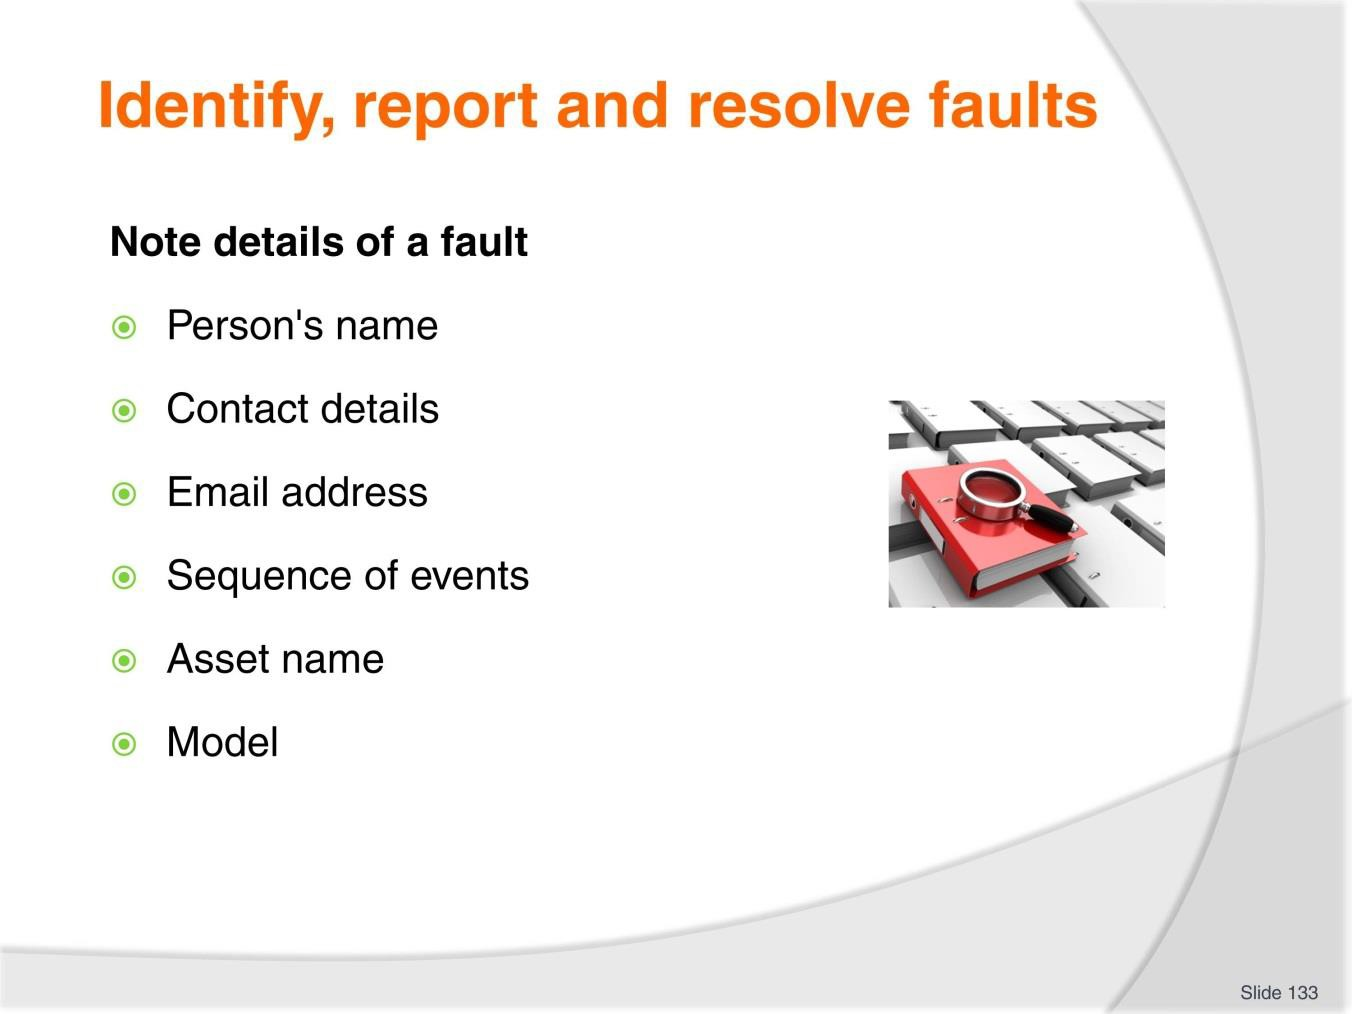 Identify, report and resolve faults
Note details of a fault
Person's name
Contact details
Email address
Sequence of events
Asset name
Model
Slide 133